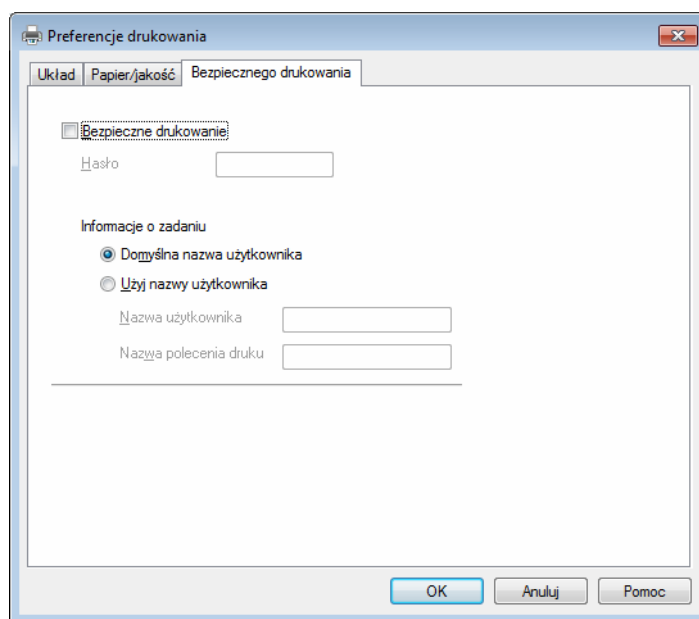 Preferencje drukowania
Układ Papier/jakość Bezpiecznego drukowania
Bezpieczne drukowanie
Hasło
Informacje o zadaniu
Domyślna nazwa użytkownika
Użyj nazwy użytkownika
Nazwa użytkownika
Nazwa polecenia druku
OK Anuluj Pomoc